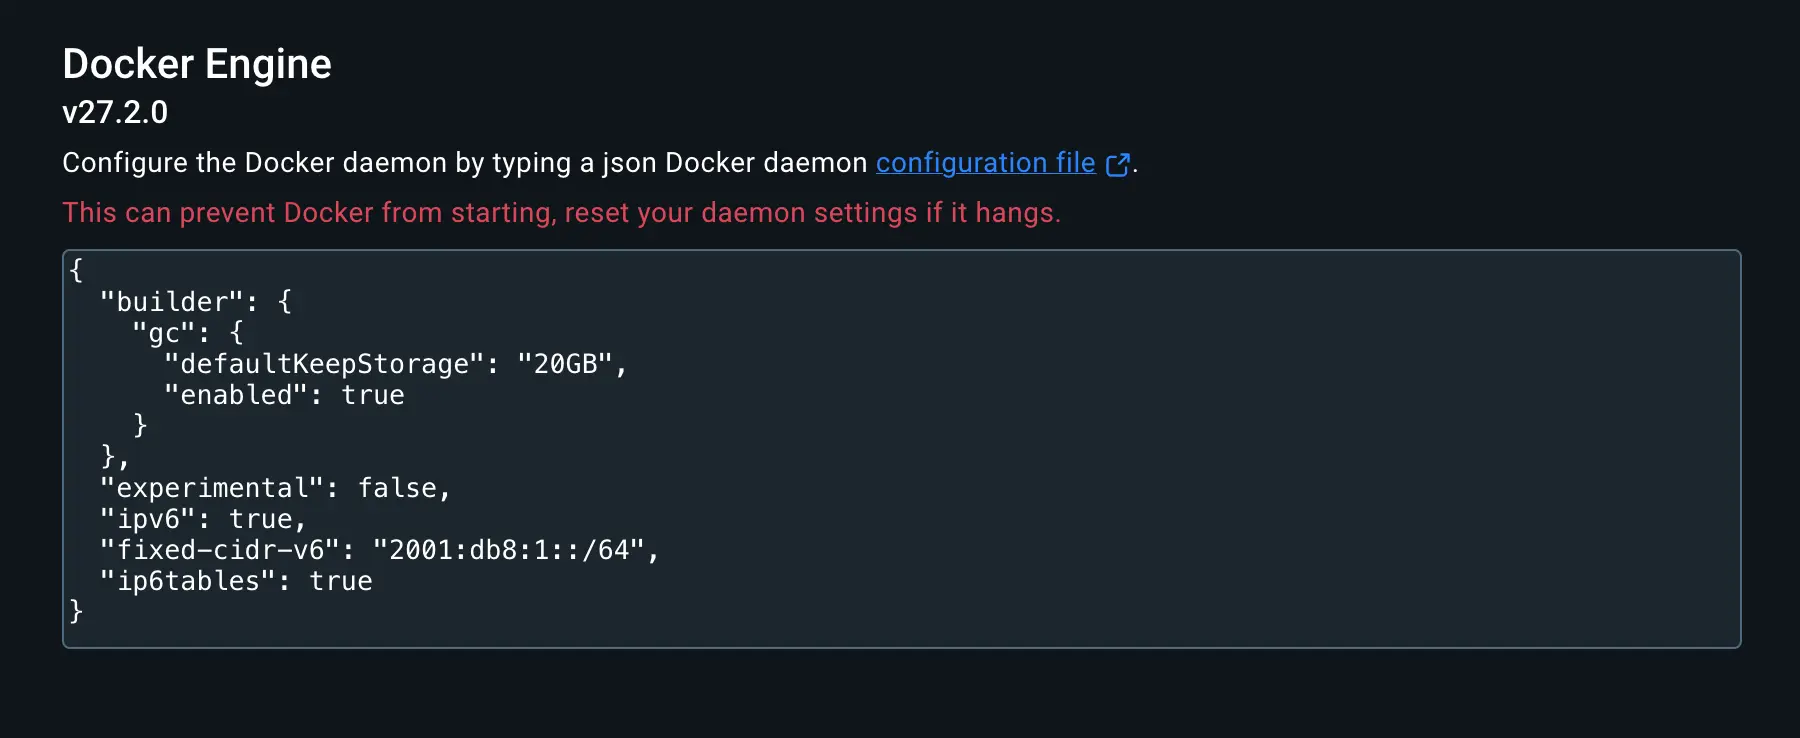 Docker Engine
v27.2.0
Configure the Docker daemon by typing a json Docker daemon configuration file.
This can prevent Docker from starting, reset your daemon settings if it hangs.
{
  "builder": {
    "gc": {
      "defaultKeepStorage": "20GB",
      "enabled": true
    }
  },
  "experimental": false,
  "ipv6": true,
  "fixed-cidr-v6": "2001:db8:1::/64",
  "ip6tables": true
}